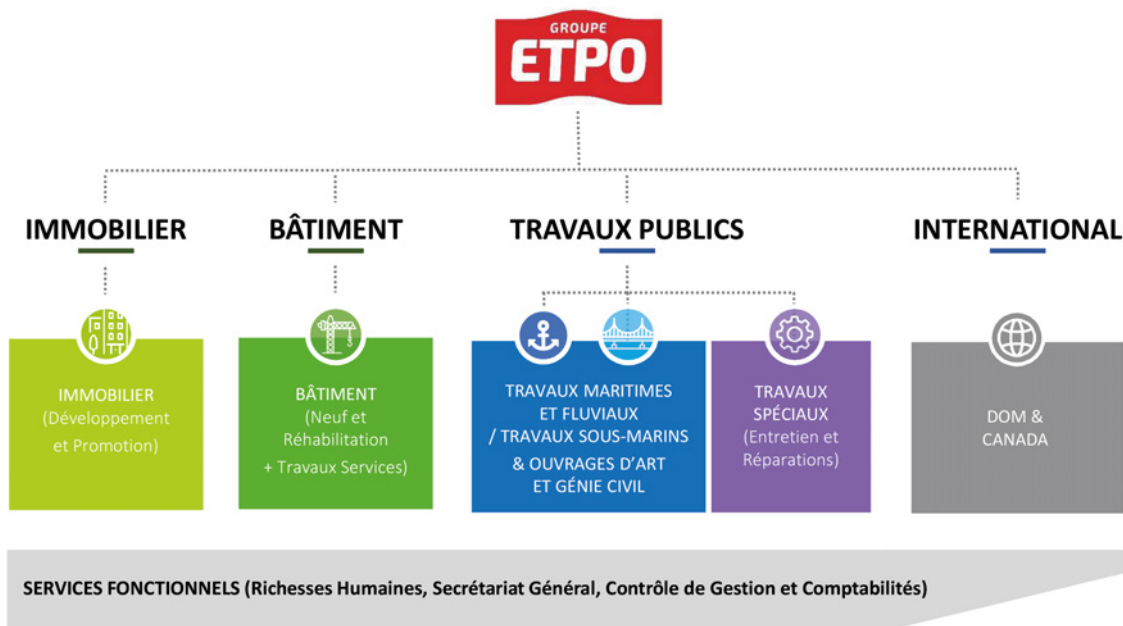 GROUPE
ETPO
IMMOBILIER
BÂTIMENT
TRAVAUX PUBLICS
INTERNATIONAL
IMMOBILIER
(Développement
et Promotion)
BÂTIMENT
(Neuf et
Réhabilitation
+ Travaux Services)
TRAVAUX MARITIMES
ET FLUVIAUX
/ TRAVAUX SOUS-MARINS
& OUVRAGES D'ART
ET GÉNIE CIVIL
TRAVAUX
SPÉCIAUX
(Entretien et
Réparations)
DOM &
CANADA
SERVICES FONCTIONNELS (Richesses Humaines, Secrétariat Général, Contrôle de Gestion et Comptabilités)